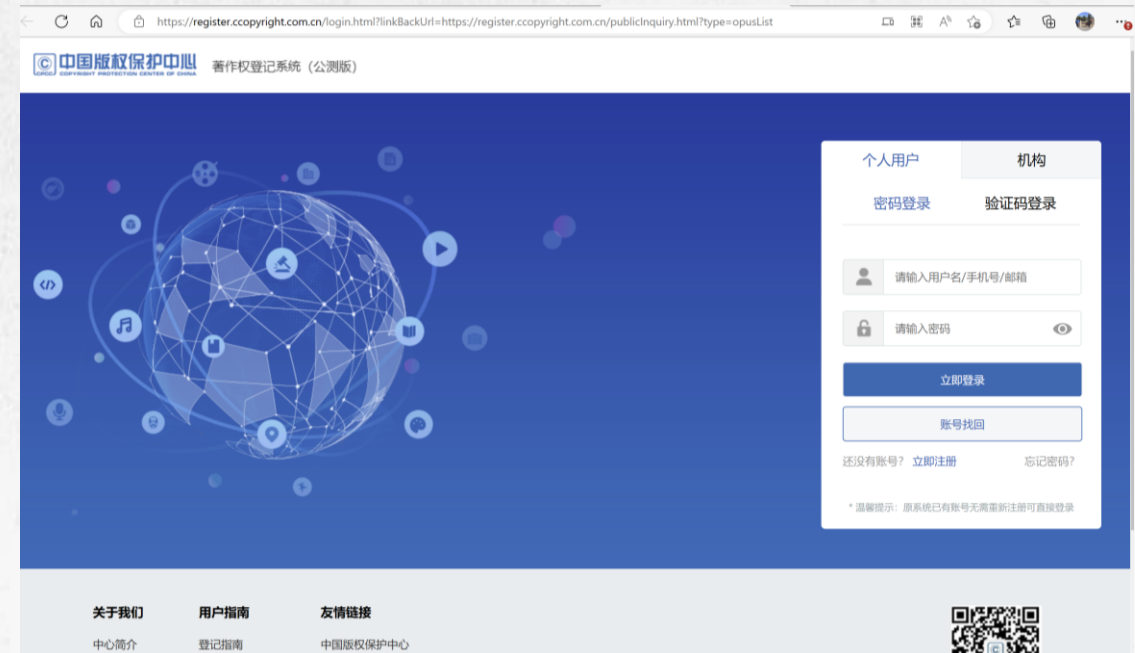 https://register.ccopyright.com.cn/login.html?linkBackUrl=https://register.ccopyright.com.cn/publicInquiry.html?type=opusList
中国版权保护中心
CPCC COPYRIGHT PROTECTION CENTER OF CHINA
著作权登记系统（公测版）
个人用户 机构
密码登录 验证码登录
请输入用户名/手机号/邮箱
请输入密码
立即登录
账号找回
还没有账号？ 立即注册 忘记密码?
* 温馨提示：原系统已有账号无需重新注册可直接登录
关于我们 用户指南 友情链接
中心简介 登记指南 中国版权保护中心